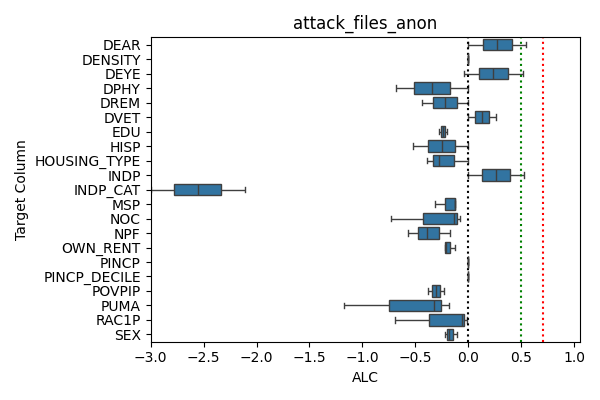 attack_files_anon
Target Column
DEAR
DENSITY
DEYE
DPHY
DREM
DVET
EDU
HISP
HOUSING_TYPE
INDP
INDP_CAT
MSP
NOC
NPF
OWN_RENT
PINCP
PINCP_DECILE
POVPIP
PUMA
RAC1P
SEX
−3.0 −2.5 −2.0 −1.5 −1.0 −0.5 0.0 0.5 1.0
ALC